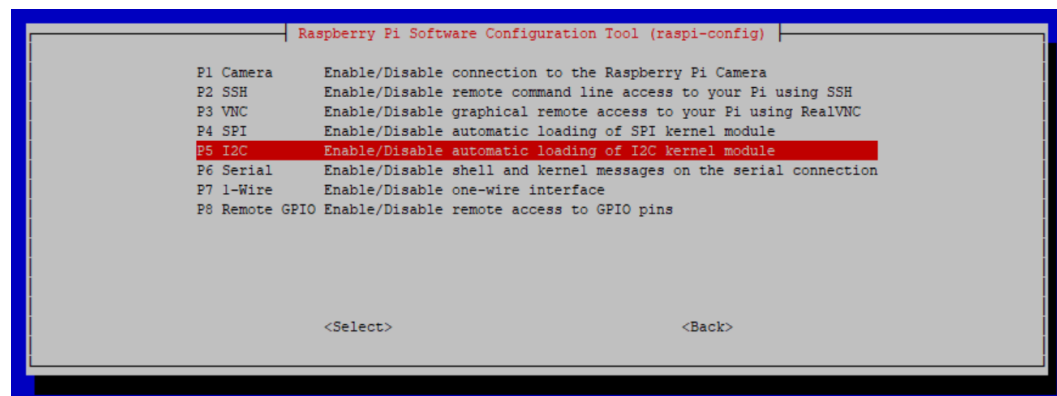 Raspberry Pi Software Configuration Tool (raspi-config)
P1 Camera Enable/Disable connection to the Raspberry Pi Camera
P2 SSH Enable/Disable remote command line access to your Pi using SSH
P3 VNC Enable/Disable graphical remote access to your Pi using RealVNC
P4 SPI Enable/Disable automatic loading of SPI kernel module
P5 I2C Enable/Disable automatic loading of I2C kernel module
P6 Serial Enable/Disable shell and kernel messages on the serial connection
P7 1-Wire Enable/Disable one-wire interface
P8 Remote GPIO Enable/Disable remote access to GPIO pins
<Select> <Back>